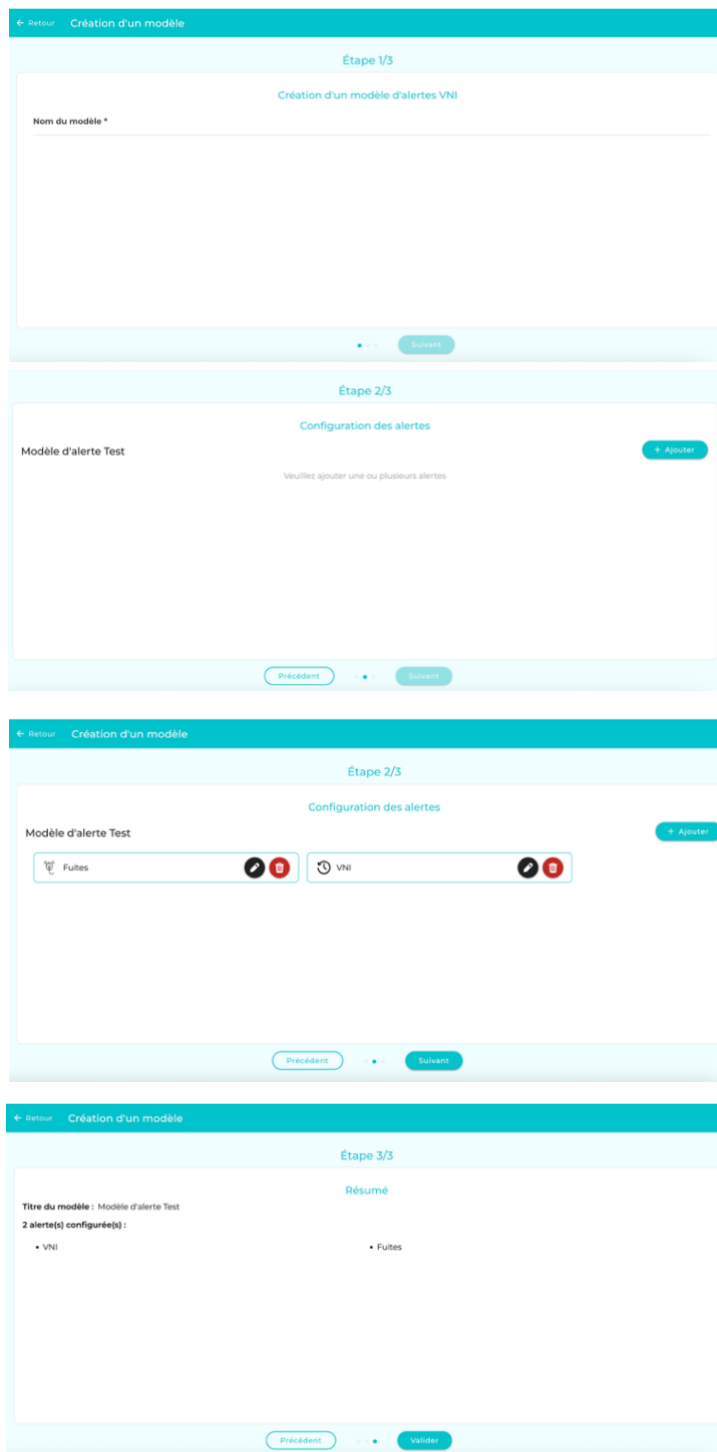 ← Retour Création d'un modèle
Étape 1/3
Création d'un modèle d'alertes VNI
Nom du modèle *
Suivant
Étape 2/3
Configuration des alertes
Modèle d'alerte Test
+ Ajouter
Veuillez ajouter une ou plusieurs alertes
Précédent Suivant
← Retour Création d'un modèle
Étape 2/3
Configuration des alertes
Modèle d'alerte Test
+ Ajouter
Fuites VNI
Précédent Suivant
← Retour Création d'un modèle
Étape 3/3
Résumé
Titre du modèle : Modèle d'alerte Test
2 alerte(s) configurée(s) :
• VNI • Fuites
Précédent Valider